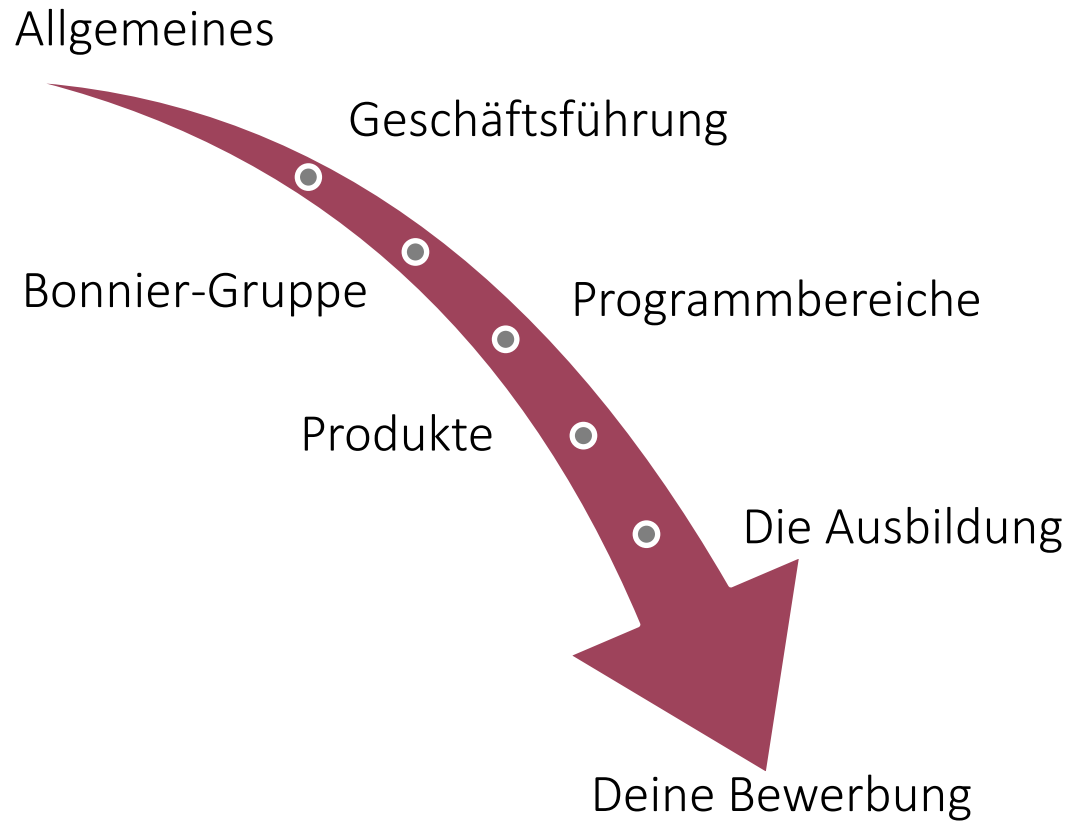 Allgemeines
Geschäftsführung
Bonnier-Gruppe
Programmbereiche
Produkte
Die Ausbildung
Deine Bewerbung